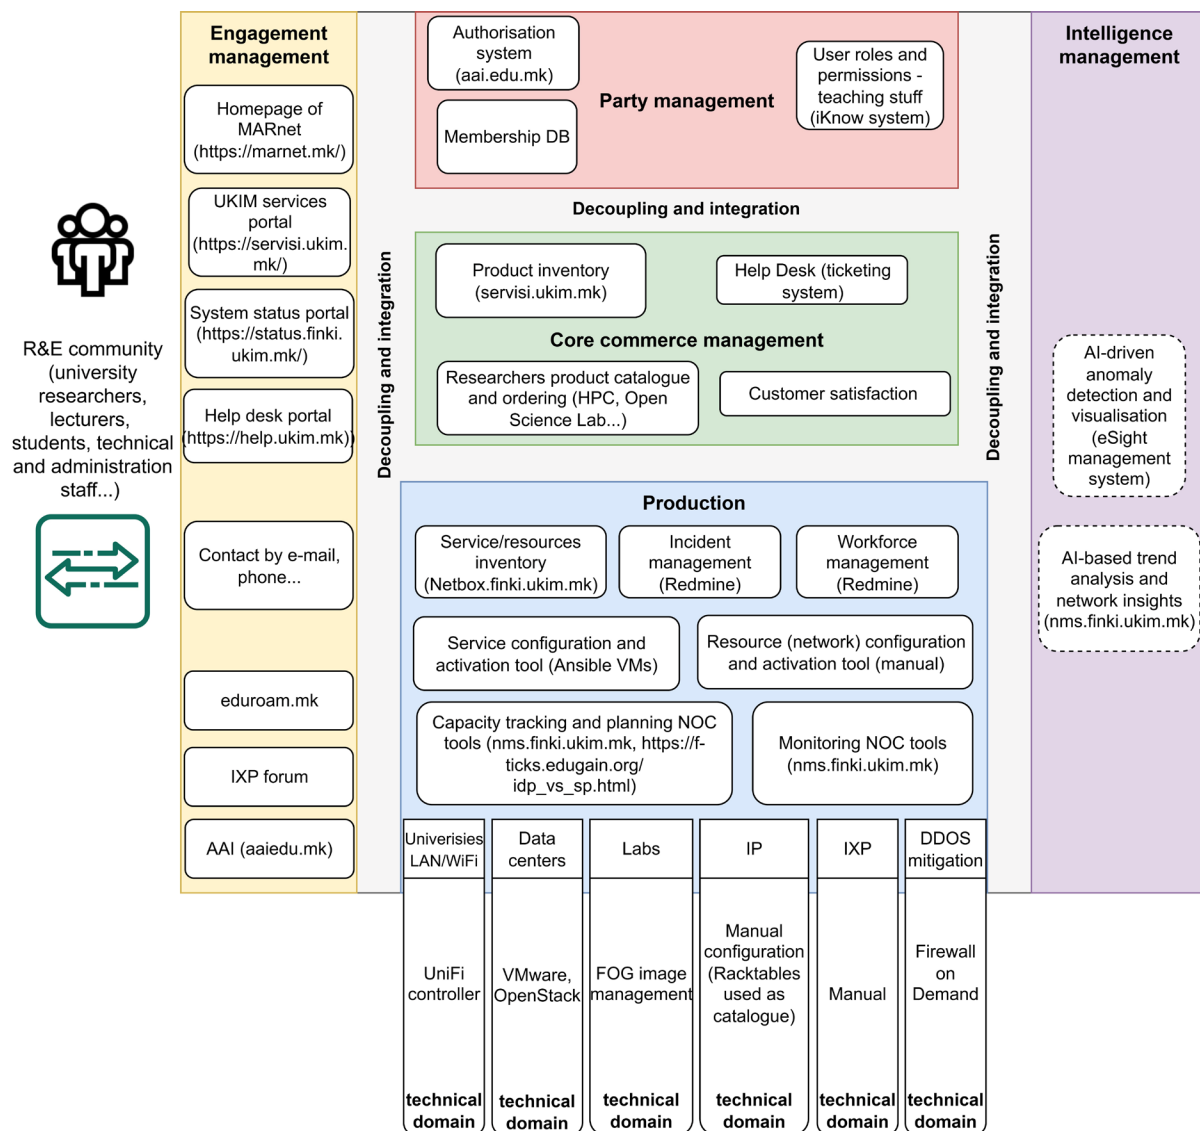 R&E community
(university
researchers,
lecturers,
students, technical
and administration
staff...)
Engagement
management
Homepage of
MARnet
(https://marnet.mk/)
UKIM services
portal
(https://servisi.ukim.
mk/)
System status portal
(https://status.finki.
ukim.mk/)
Help desk portal
(https://help.ukim.mk))
Contact by e-mail,
phone...
eduroam.mk
IXP forum
AAI (aaiedu.mk)
Decoupling and integration
Authorisation
system
(aai.edu.mk)
Membership DB
Party management
User roles and
permissions -
teaching stuff
(iKnow system)
Decoupling and integration
Product inventory
(servisi.ukim.mk)
Help Desk (ticketing
system)
Core commerce management
Researchers product catalogue
and ordering (HPC, Open
Science Lab...)
Customer satisfaction
Production
Service/resources
inventory
(Netbox.finki.ukim.mk)
Incident
management
(Redmine)
Workforce
management
(Redmine)
Service configuration and
activation tool (Ansible VMs)
Resource (network) configuration
and activation tool (manual)
Capacity tracking and planning NOC
tools (nms.finki.ukim.mk, https://f-
ticks.edugain.org/
idp_vs_sp.html)
Monitoring NOC tools
(nms.finki.ukim.mk)
Univerisies
LAN/WiFi
UniFi
controller
technical
domain
Data
centers
VMware,
OpenStack
technical
domain
Labs
FOG image
management
technical
domain
IP
Manual
configuration
(Racktables
used as
catalogue)
technical
domain
IXP
Manual
technical
domain
DDOS
mitigation
Firewall
on
Demand
technical
domain
Decoupling and integration
Intelligence
management
AI-driven
anomaly
detection and
visualisation
(eSight
management
system)
AI-based trend
analysis and
network insights
(nms.finki.ukim.mk)